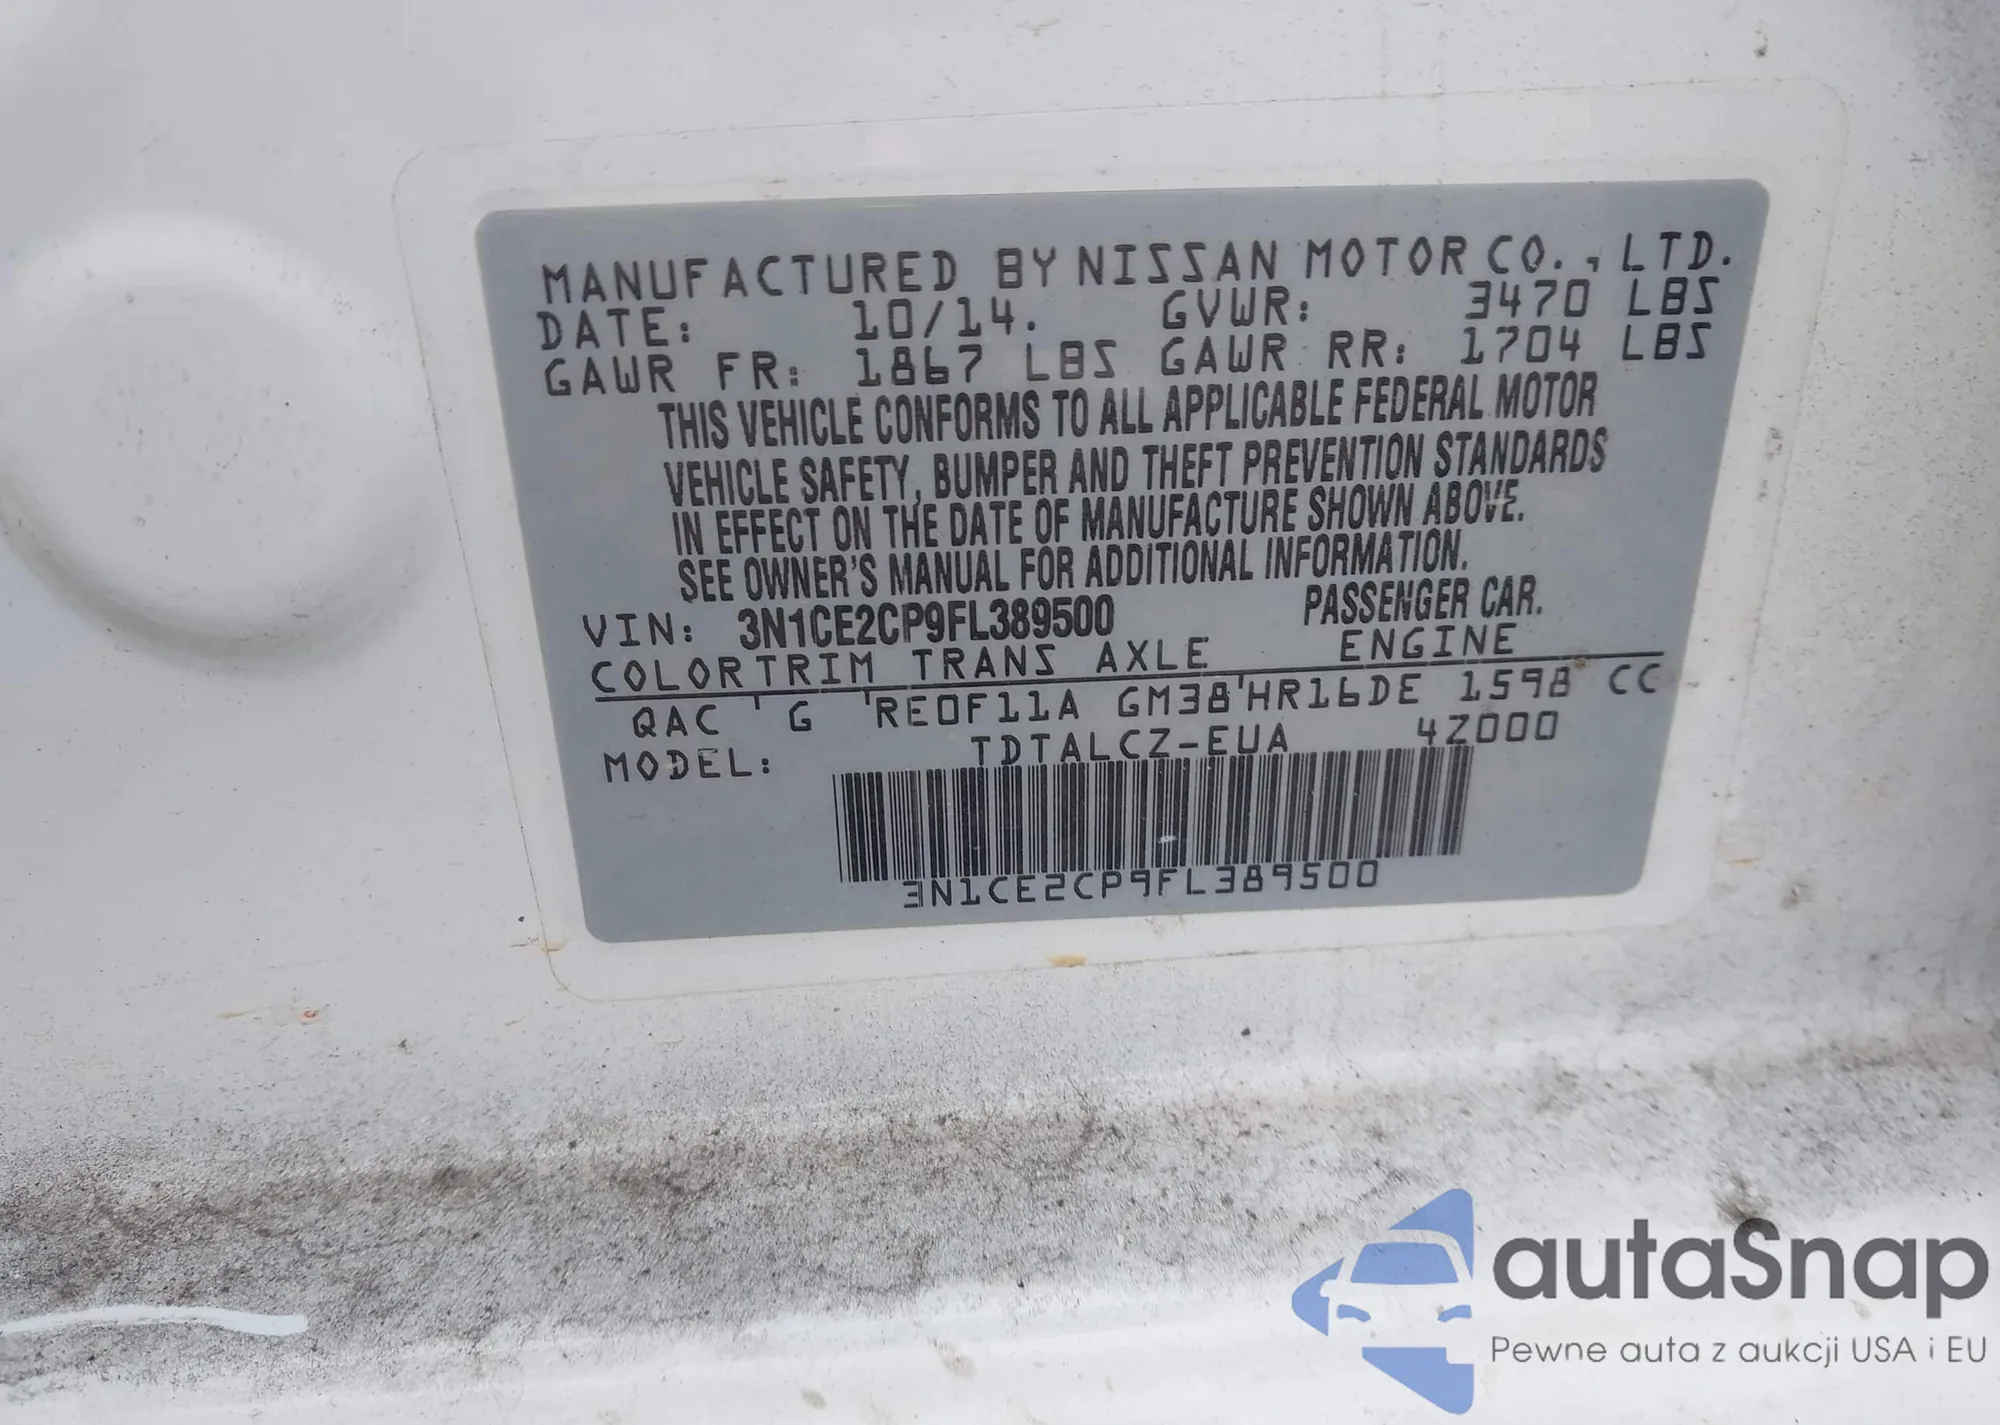 MANUFACTURED BY NISSAN MOTOR CO., LTD.
DATE: 10/14. GVWR: 3470 LBS
GAWR FR: 1867 LBS GAWR RR: 1704 LBS
THIS VEHICLE CONFORMS TO ALL APPLICABLE FEDERAL MOTOR
VEHICLE SAFETY, BUMPER AND THEFT PREVENTION STANDARDS
IN EFFECT ON THE DATE OF MANUFACTURE SHOWN ABOVE.
SEE OWNER'S MANUAL FOR ADDITIONAL INFORMATION.
VIN: 3N1CE2CP9FL389500 PASSENGER CAR.
COLOR TRIM TRANS AXLE ENGINE
QAC G RE0F11A GM38 HR16DE 1598 CC
MODEL: TDTALCZ-EUA 4Z000
3N1CE2CP9FL389500
autaSnap
Pewne auta z aukcji USA i EU